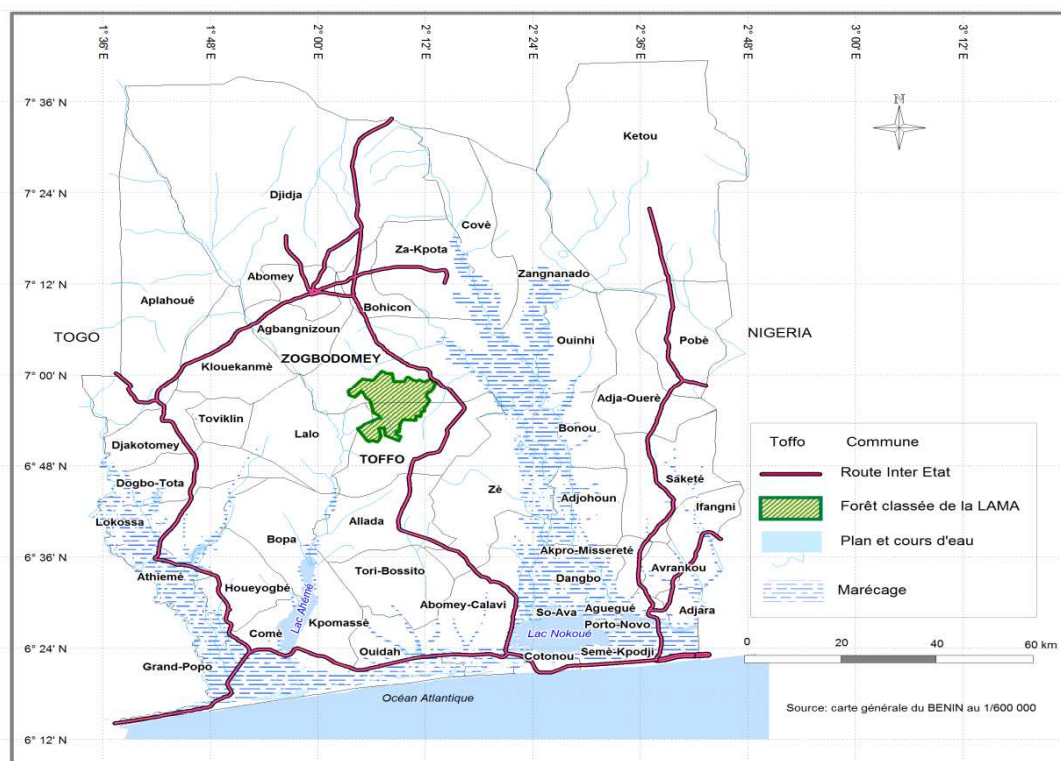 1° 36' E
1° 48' E
2° 00' E
2° 12' E
2° 24' E
2° 36' E
2° 48' E
3° 00' E
3° 12' E
7° 36' N
N
Ketou
7° 24' N
Djidja
Covè
Za-Kpota
Abomey
Zangnanado
7° 12' N
Aplahoué
Bohicon
Agbangnizoun
TOGO
NIGERIA
Ouinhi
Pobè
ZOGBODOMEY
Klouekanmè
7° 00' N
Adja-Ouerè
Toviklin
Lalo
Bonou
Djakotomey
TOFFO
6° 48' N
Dogbo-Tota
Zè
Sakété
Adjohoun
Ifangni
Lokossa
Allada
Bopa
Akpro-Missereté
6° 36' N
Athiemé
Tori-Bossito
Avrankou
Dangbo
Houeyogbé
Lac Ahémé
Abomey-Calavi
So-Ava
Aguegué
Adjara
Kpomassè
Porto-Novo
Comè
Lac Nokoué
Ouidah
Cotonou
Semè-Kpodji
6° 24' N
Grand-Popo
Océan Atlantique
6° 12' N
Toffo Commune
Route Inter Etat
Forêt classée de la LAMA
Plan et cours d'eau
Marécage
0 20 40 60 km
Source: carte générale du BENIN au 1/600 000